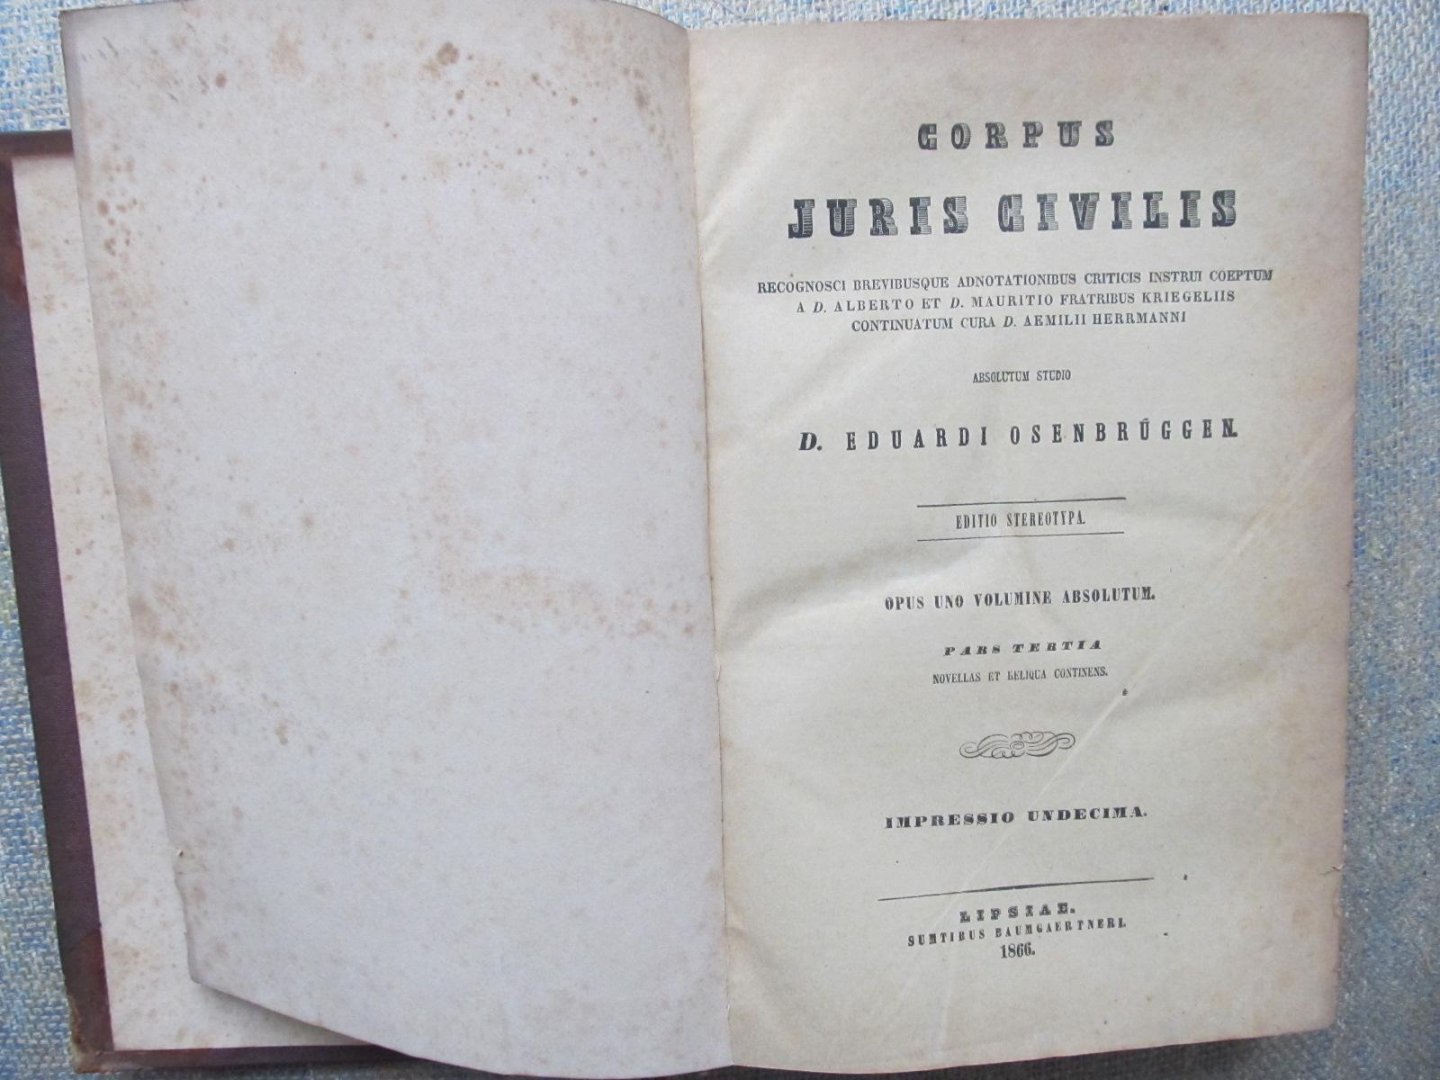 CORPUS
JURIS CIVILIS
RECOGNOSCI BREVIBUSQUE ADNOTATIONIBUS CRITICIS INSTRUI COEPTUM
A D. ALBERTO ET D. MAURITIO FRATRIBUS KRIEGELIIS
CONTINUATUM CURA D. AEMILII HERRMANNI
ABSOLUTUM STUDIO
D. EDUARDI OSENBRÜGGEN.
EDITIO STEREOTYPA.
OPUS UNO VOLUMINE ABSOLUTUM.
PARS TERTIA
NOVELLAS ET RELIQUA CONTINENS.
IMPRESSIO UNDECIMA.
LIPSIAE.
SUMTIBUS BAUMGAERTNERI.
1866.